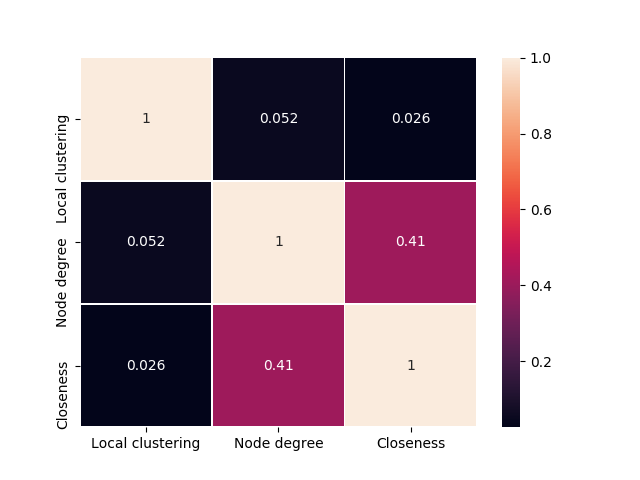 1.0
Local clustering
1
0.052
0.026
0.8
0.6
Node degree
0.052
1
0.41
0.4
Closeness
0.026
0.41
1
0.2
Local clustering
Node degree
Closeness